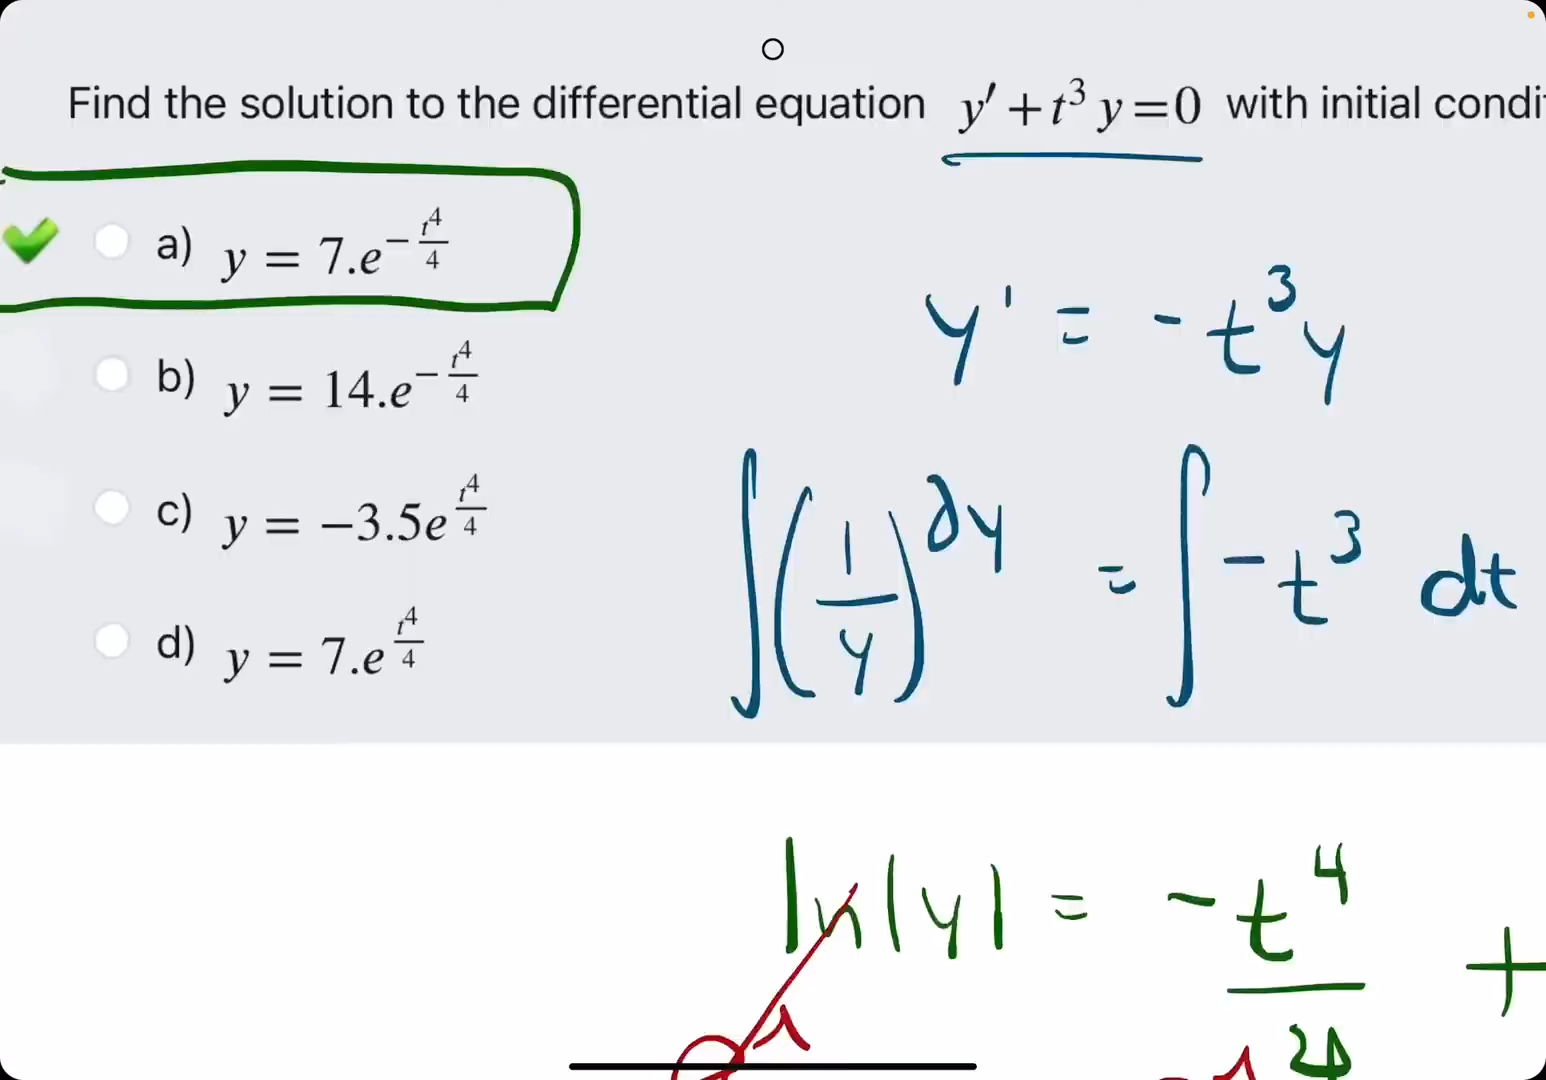 Find the solution to the differential equation y′ + t³ y = 0 with initial condi
a) y = 7.e^(−t⁴/4)
b) y = 14.e^(−t⁴/4)
c) y = −3.5e^(t⁴/4)
d) y = 7.e^(t⁴/4)
y' = -t³y
∫(1/y) dy = ∫ -t³ dt
ln|y| = -t⁴/4 +